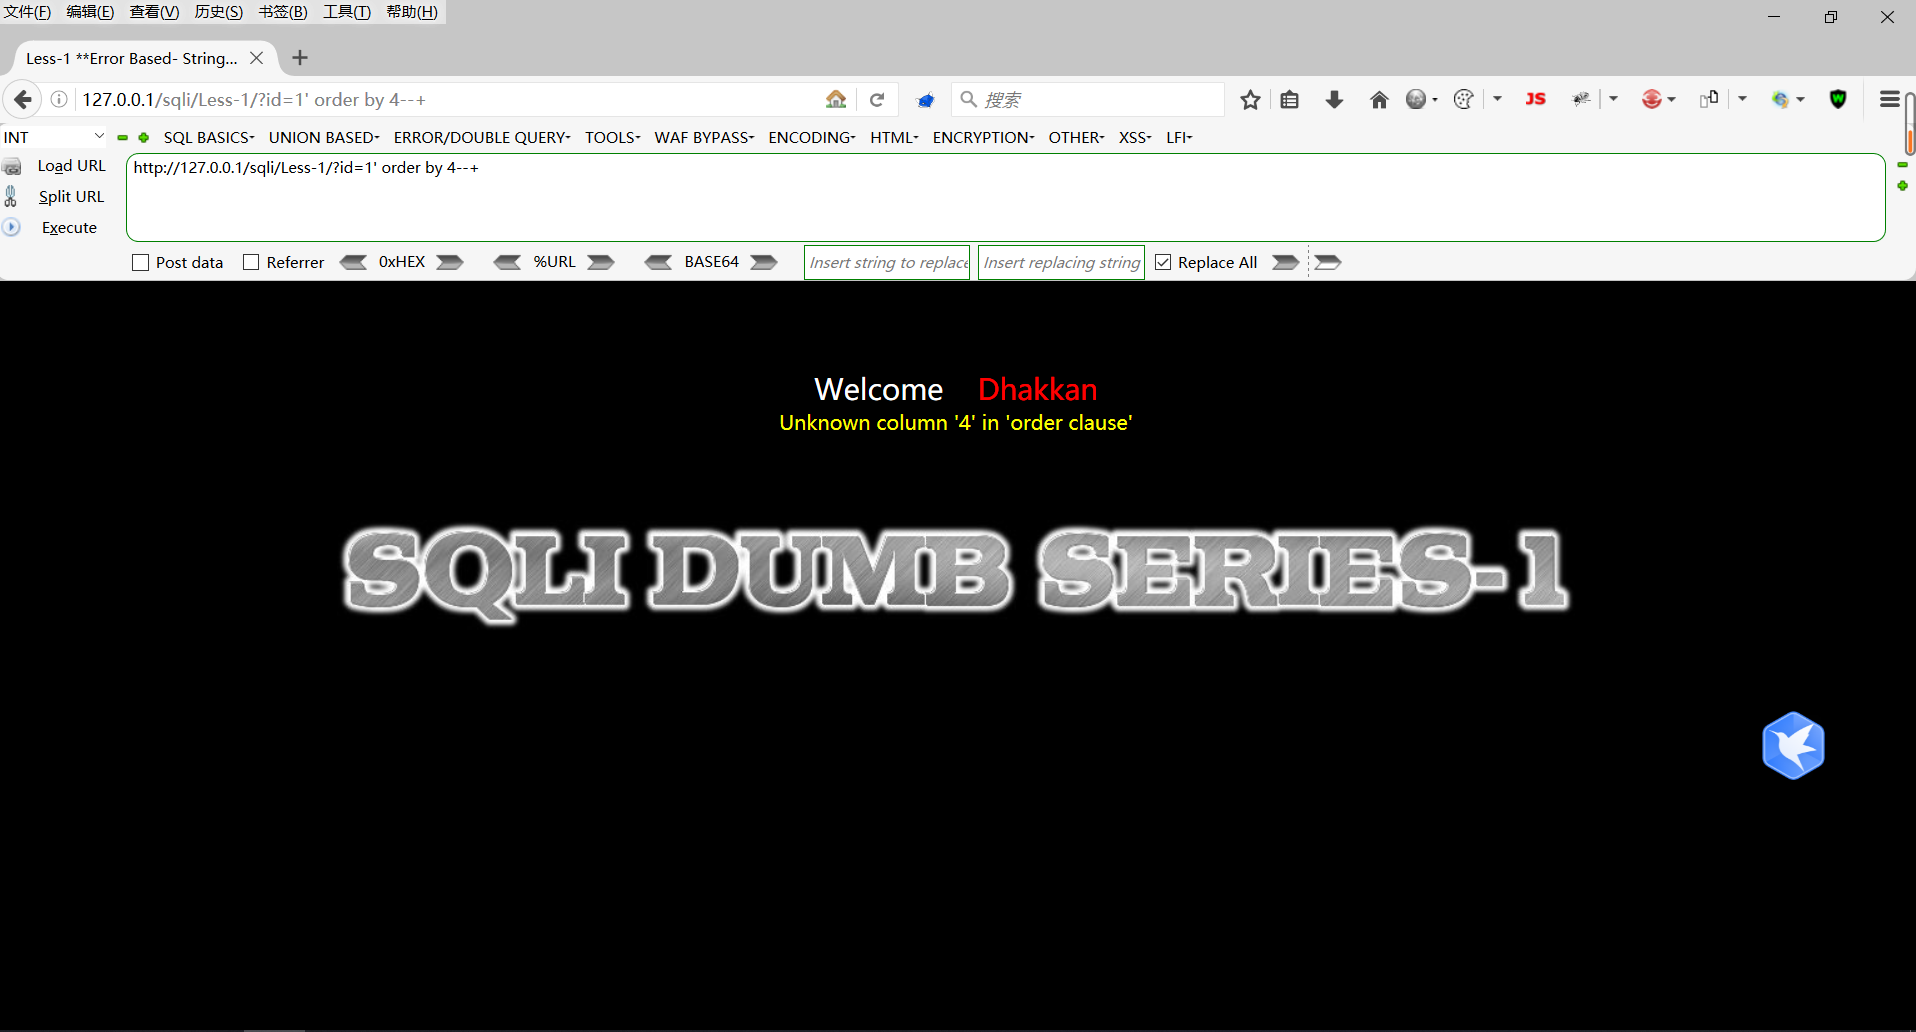 文件(F) 编辑(E) 查看(V) 历史(S) 书签(B) 工具(T) 帮助(H)
Less-1 **Error Based- String...
127.0.0.1/sqli/Less-1/?id=1' order by 4--+
搜索
JS
W
INT
SQL BASICS
UNION BASED
ERROR/DOUBLE QUERY
TOOLS
WAF BYPASS
ENCODING
HTML
ENCRYPTION
OTHER
XSS
LFI
Load URL
http://127.0.0.1/sqli/Less-1/?id=1' order by 4--+
Split URL
Execute
Post data
Referrer
0xHEX
%URL
BASE64
Insert string to replace
Insert replacing string
Replace All
Welcome Dhakkan
Unknown column '4' in 'order clause'
SQLI DUMB SERIES-1